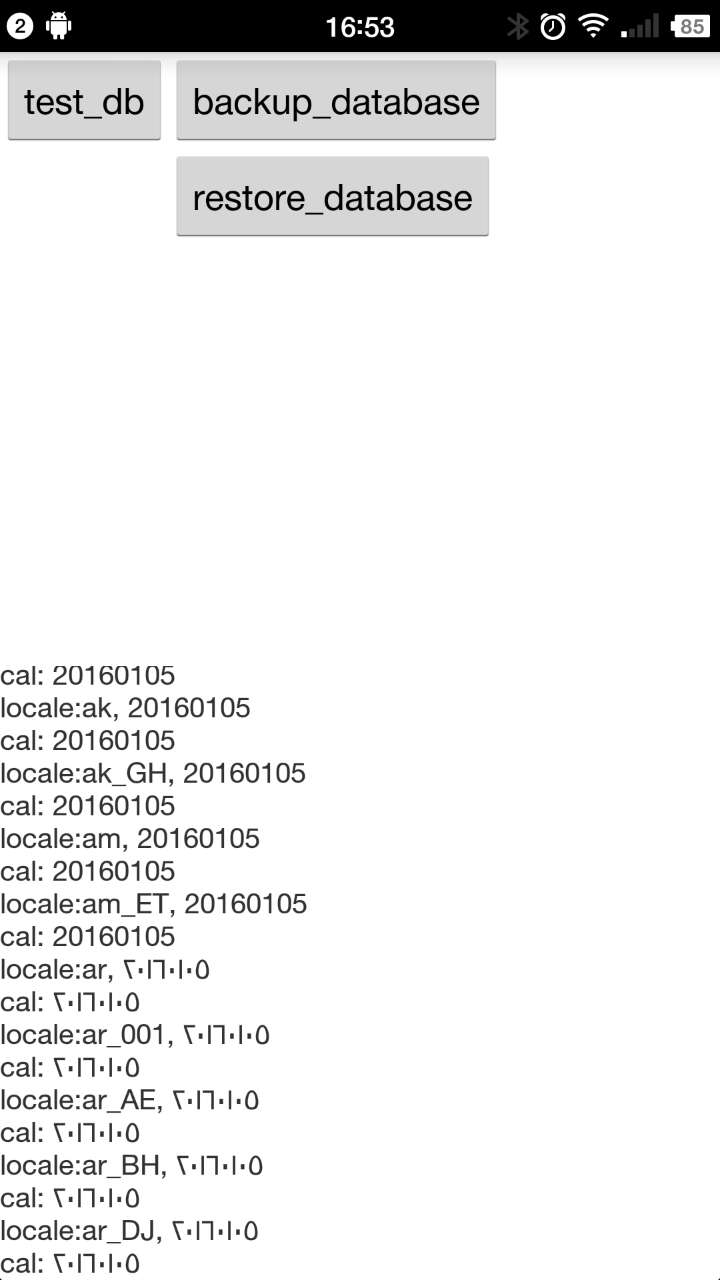 2 16:53 85
test_db backup_database
restore_database
cal: 20160105
locale:ak, 20160105
cal: 20160105
locale:ak_GH, 20160105
cal: 20160105
locale:am, 20160105
cal: 20160105
locale:am_ET, 20160105
cal: 20160105
locale:ar, ٢٠١٦٠١٠٥
cal: ٢٠١٦٠١٠٥
locale:ar_001, ٢٠١٦٠١٠٥
cal: ٢٠١٦٠١٠٥
locale:ar_AE, ٢٠١٦٠١٠٥
cal: ٢٠١٦٠١٠٥
locale:ar_BH, ٢٠١٦٠١٠٥
cal: ٢٠١٦٠١٠٥
locale:ar_DJ, ٢٠١٦٠١٠٥
cal: ٢٠١٦٠١٠٥